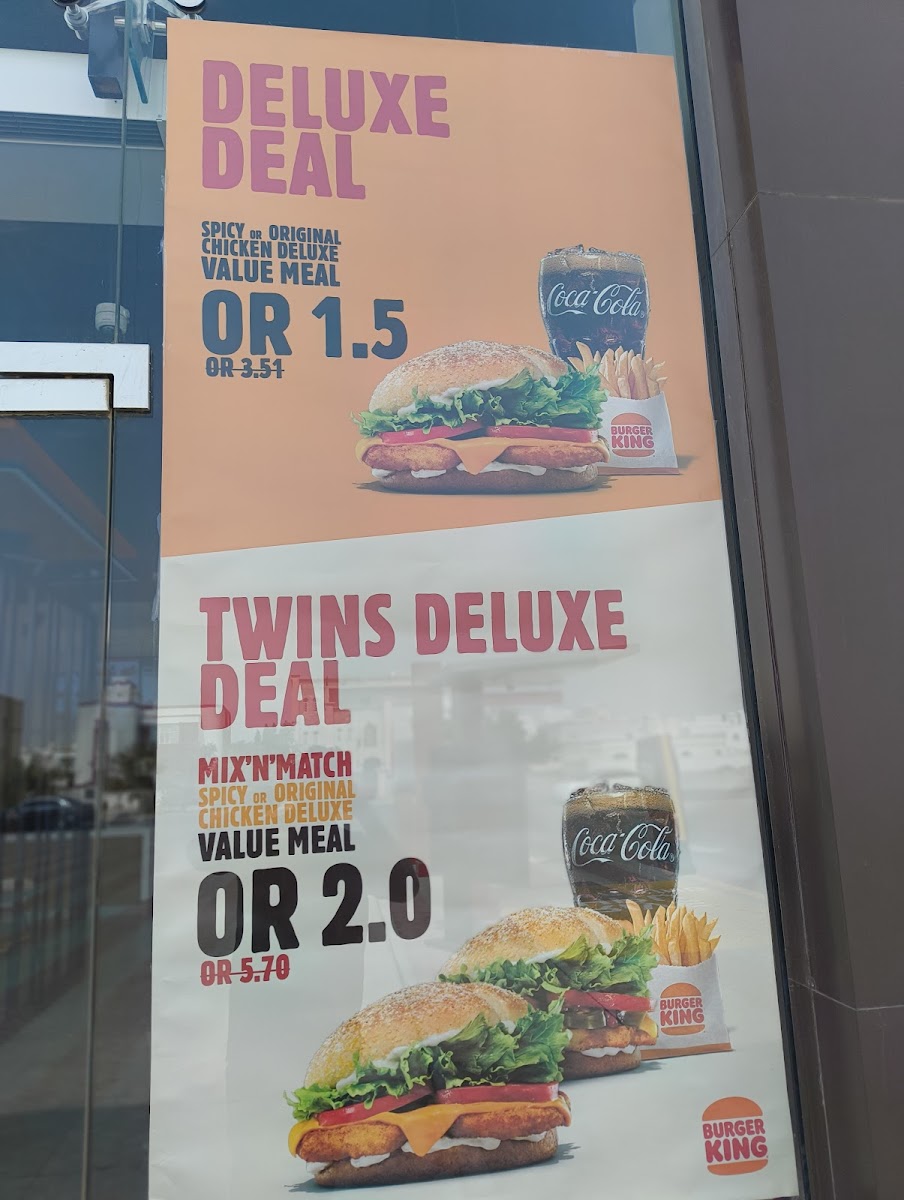 DELUXE
DEAL
SPICY OR ORIGINAL
CHICKEN DELUXE
VALUE MEAL
OR 1.5
OR 3.51
Coca-Cola
BURGER
KING
TWINS DELUXE
DEAL
MIX'N'MATCH
SPICY OR ORIGINAL
CHICKEN DELUXE
VALUE MEAL
OR 2.0
OR 5.70
Coca-Cola
BURGER
KING
BURGER
KING